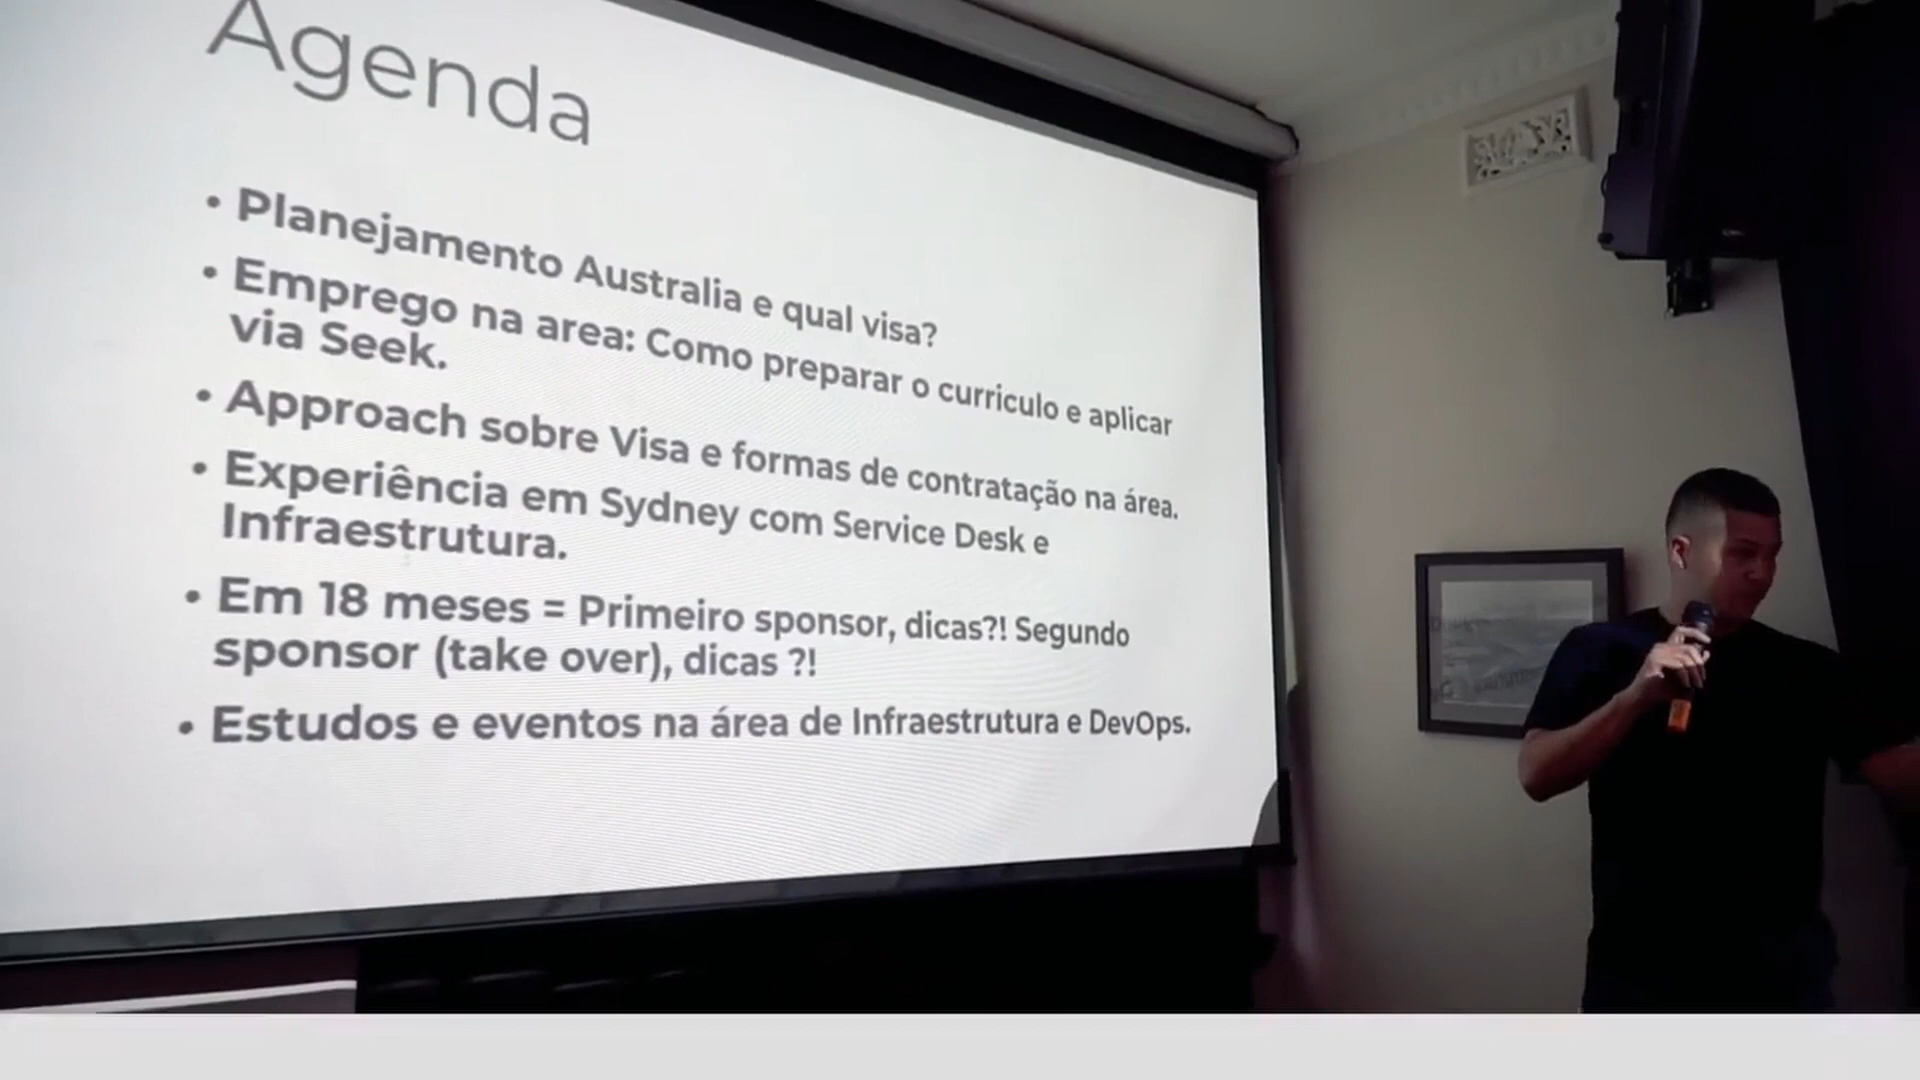 Agenda
• Planejamento Australia e qual visa?
• Emprego na area: Como preparar o curriculo e aplicar
via Seek.
• Approach sobre Visa e formas de contratação na área.
• Experiência em Sydney com Service Desk e
Infraestrutura.
• Em 18 meses = Primeiro sponsor, dicas?! Segundo
sponsor (take over), dicas ?!
• Estudos e eventos na área de Infraestrutura e DevOps.